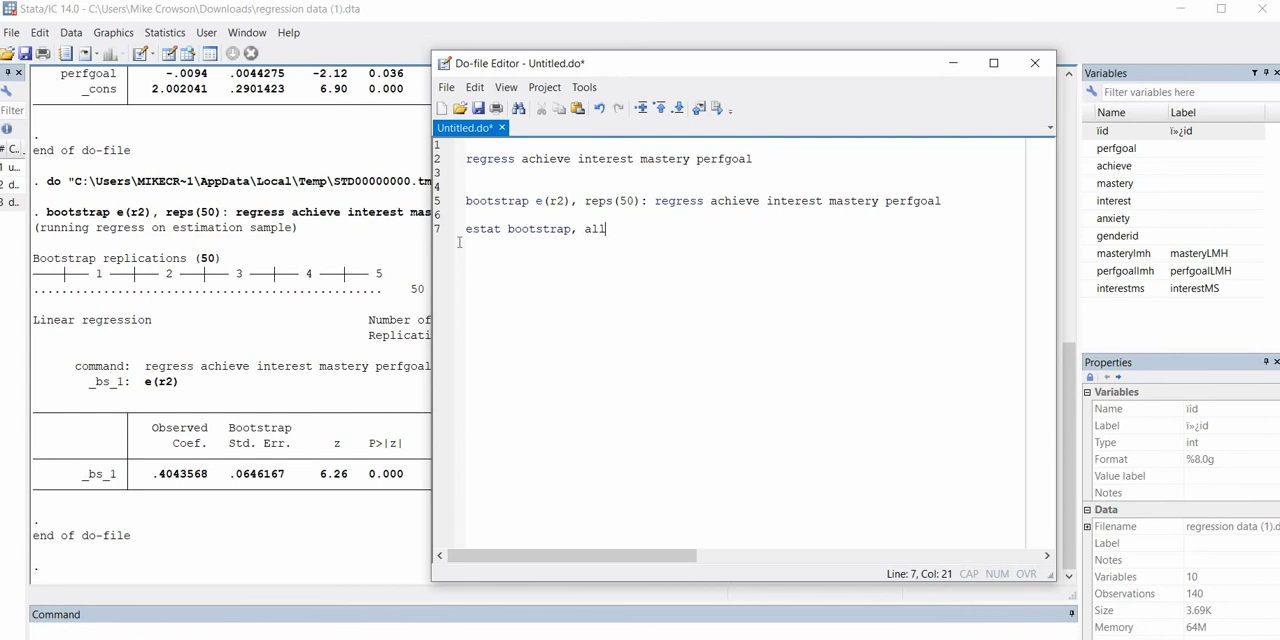 Stata/IC 14.0 - C:\Users\Mike Crowson\Downloads\regression data (1).dta
File Edit Data Graphics Statistics User Window Help
perfgoal -.0094 .0044275 -2.12 0.036
_cons 2.002041 .2901423 6.90 0.000
.
end of do-file
. do "C:\Users\MIKECR~1\AppData\Local\Temp\STD00000000.tm
. bootstrap e(r2), reps(50): regress achieve interest mas
(running regress on estimation sample)
Bootstrap replications (50)
1 2 3 4 5
.................................................. 50
Linear regression Number of
Replicati
command: regress achieve interest mastery perfgoal
_bs_1: e(r2)
Observed Bootstrap
Coef. Std. Err. z P>|z|
_bs_1 .4043568 .0646167 6.26 0.000
.
end of do-file
.
Command
Filter
# C
1 u
2 d.
3 d.
Do-file Editor - Untitled.do*
File Edit View Project Tools
Untitled.do*
1
2 regress achieve interest mastery perfgoal
3
4
5 bootstrap e(r2), reps(50): regress achieve interest mastery perfgoal
6
7 estat bootstrap, all
Line: 7, Col: 21 CAP NUM OVR
Variables
Filter variables here
Name Label
ïid ï»¿id
perfgoal
achieve
mastery
interest
anxiety
genderid
masterylmh masteryLMH
perfgoallmh perfgoalLMH
interestms interestMS
Properties
Variables
Name ïid
Label ï»¿id
Type int
Format %8.0g
Value label
Notes
Data
Filename regression data (1).d
Label
Notes
Variables 10
Observations 140
Size 3.69K
Memory 64M